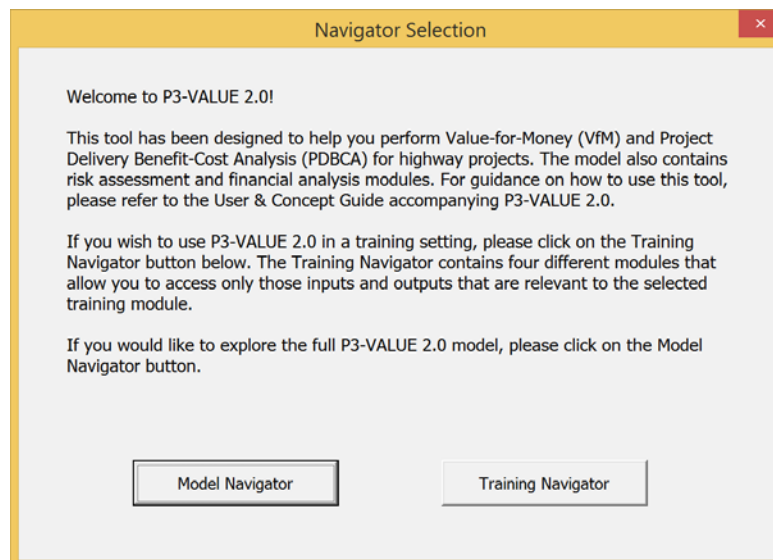 Navigator Selection
Welcome to P3-VALUE 2.0!
This tool has been designed to help you perform Value-for-Money (VfM) and Project
Delivery Benefit-Cost Analysis (PDBCA) for highway projects. The model also contains
risk assessment and financial analysis modules. For guidance on how to use this tool,
please refer to the User & Concept Guide accompanying P3-VALUE 2.0.
If you wish to use P3-VALUE 2.0 in a training setting, please click on the Training
Navigator button below. The Training Navigator contains four different modules that
allow you to access only those inputs and outputs that are relevant to the selected
training module.
If you would like to explore the full P3-VALUE 2.0 model, please click on the Model
Navigator button.
Model Navigator
Training Navigator